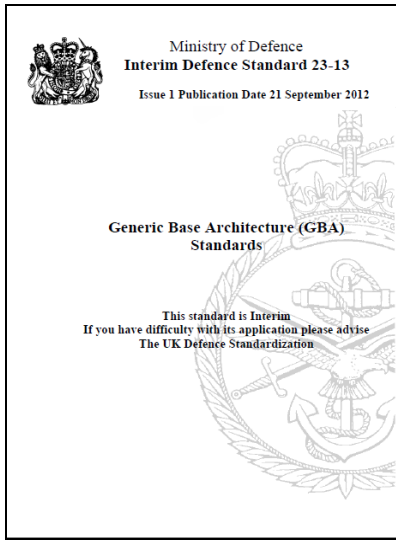 Ministry of Defence
Interim Defence Standard 23-13
Issue 1 Publication Date 21 September 2012
Generic Base Architecture (GBA)
Standards
This standard is Interim
If you have difficulty with its application please advise
The UK Defence Standardization